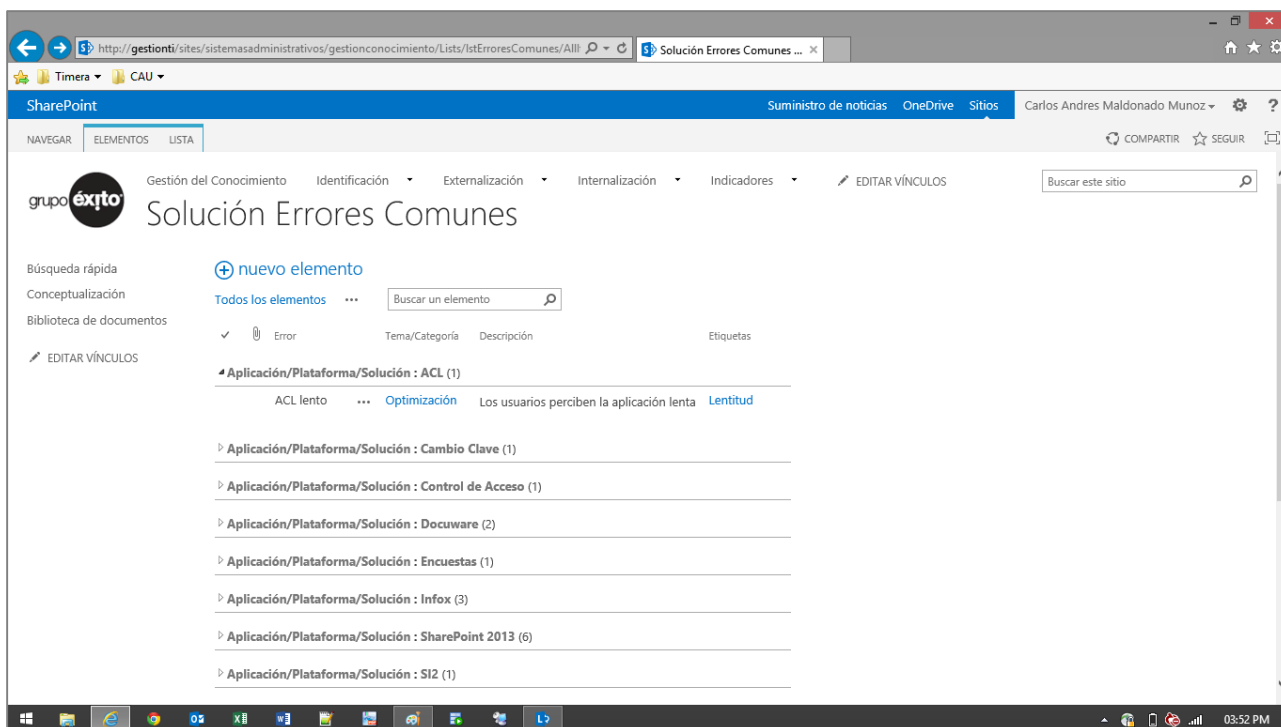 http://gestionti/sites/sistemasadministrativos/gestionconocimiento/Lists/lstErroresComunes/AllI
Solución Errores Comunes ...
Timera
CAU
SharePoint
Suministro de noticias OneDrive Sitios
Carlos Andres Maldonado Munoz
?
NAVEGAR ELEMENTOS LISTA
COMPARTIR SEGUIR
grupo éxito
Gestión del Conocimiento Identificación Externalización Internalización Indicadores EDITAR VÍNCULOS
Buscar este sitio
Solución Errores Comunes
Búsqueda rápida
Conceptualización
Biblioteca de documentos
EDITAR VÍNCULOS
nuevo elemento
Todos los elementos ...
Buscar un elemento
Error Tema/Categoría Descripción Etiquetas
Aplicación/Plataforma/Solución : ACL (1)
ACL lento ... Optimización Los usuarios perciben la aplicación lenta Lentitud
Aplicación/Plataforma/Solución : Cambio Clave (1)
Aplicación/Plataforma/Solución : Control de Acceso (1)
Aplicación/Plataforma/Solución : Docuware (2)
Aplicación/Plataforma/Solución : Encuestas (1)
Aplicación/Plataforma/Solución : Infox (3)
Aplicación/Plataforma/Solución : SharePoint 2013 (6)
Aplicación/Plataforma/Solución : SI2 (1)
03:52 PM